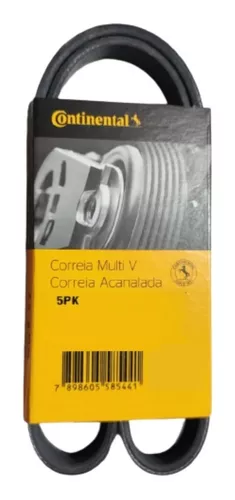 Continental
Correia Multi V
Correia Acanalada
5PK
7 898605 585441